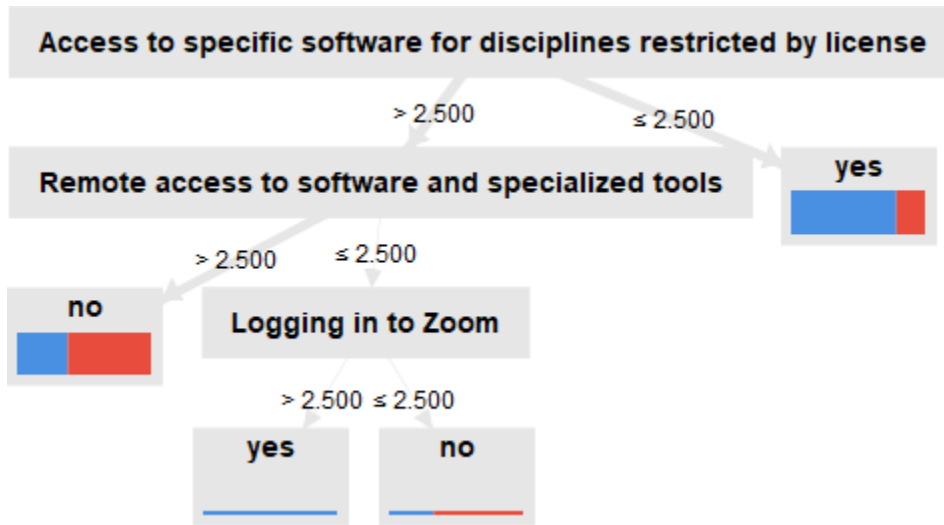 Access to specific software for disciplines restricted by license
> 2.500
≤ 2.500
Remote access to software and specialized tools
yes
> 2.500
≤ 2.500
no
Logging in to Zoom
> 2.500
≤ 2.500
yes
no